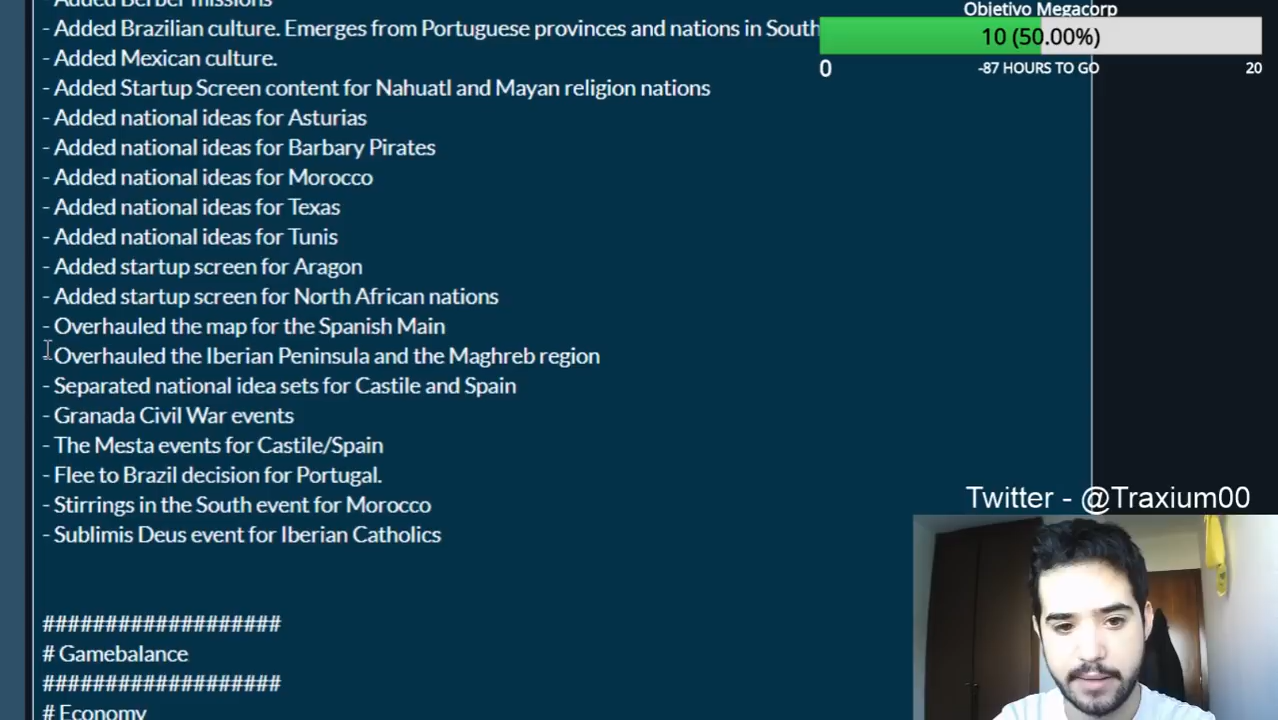 - Added Berber missions
- Added Brazilian culture. Emerges from Portuguese provinces and nations in South
- Added Mexican culture.
- Added Startup Screen content for Nahuatl and Mayan religion nations
- Added national ideas for Asturias
- Added national ideas for Barbary Pirates
- Added national ideas for Morocco
- Added national ideas for Texas
- Added national ideas for Tunis
- Added startup screen for Aragon
- Added startup screen for North African nations
- Overhauled the map for the Spanish Main
- Overhauled the Iberian Peninsula and the Maghreb region
- Separated national idea sets for Castile and Spain
- Granada Civil War events
- The Mesta events for Castile/Spain
- Flee to Brazil decision for Portugal.
- Stirrings in the South event for Morocco
- Sublimis Deus event for Iberian Catholics
###################
# Gamebalance
###################
# Economy
Objetivo Megacorp
10 (50.00%)
0 -87 HOURS TO GO 20
Twitter - @Traxium00